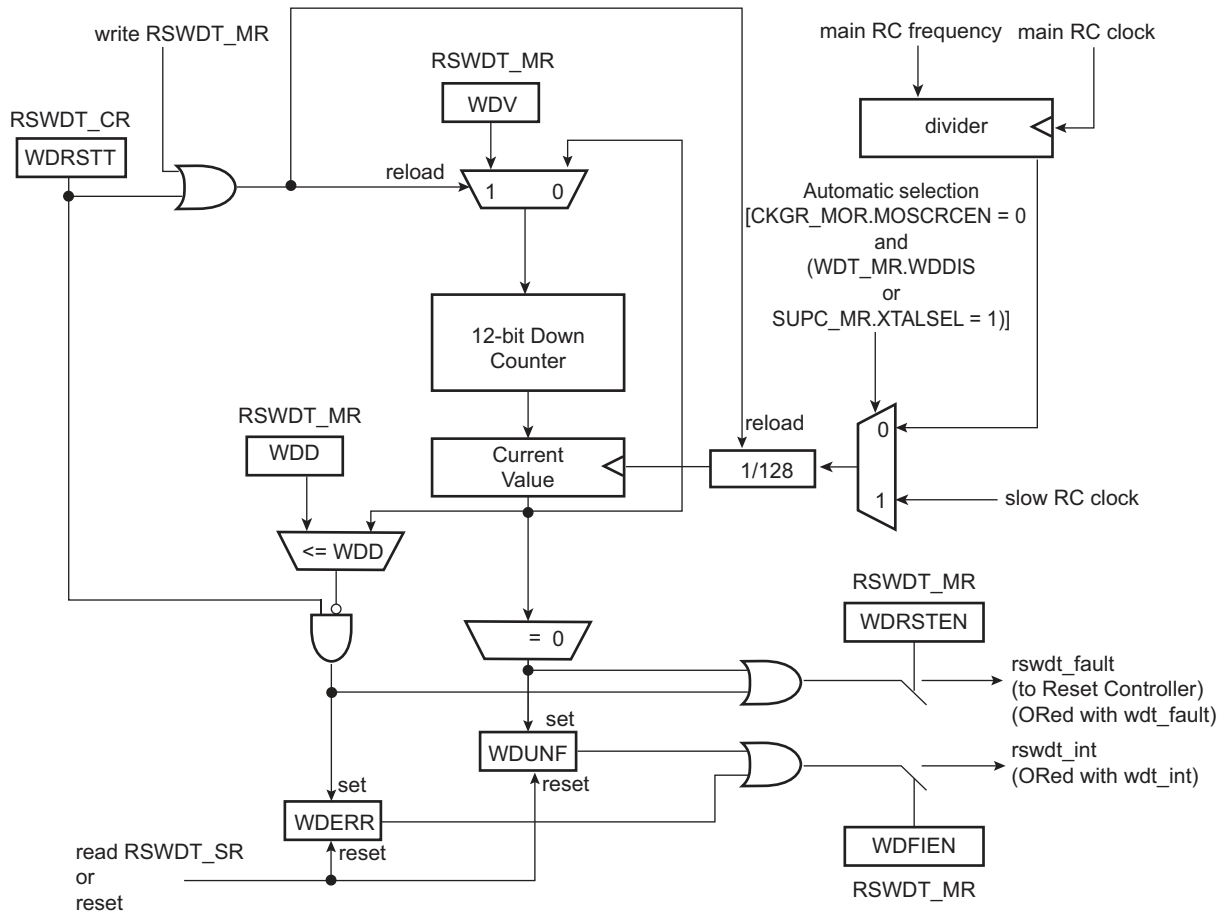 write RSWDT_MR
main RC frequency
main RC clock
RSWDT_MR
WDV
divider
RSWDT_CR
WDRSTT
reload
1 0
Automatic selection
[CKGR_MOR.MOSCRCEN = 0
and
(WDT_MR.WDDIS
or
SUPC_MR.XTALSEL = 1)]
12-bit Down
Counter
RSWDT_MR
WDD
Current
Value
reload
1/128
0
1
slow RC clock
<= WDD
= 0
RSWDT_MR
WDRSTEN
rswdt_fault
(to Reset Controller)
(ORed with wdt_fault)
set
WDUNF
reset
rswdt_int
(ORed with wdt_int)
set
WDERR
reset
WDFIEN
RSWDT_MR
read RSWDT_SR
or
reset